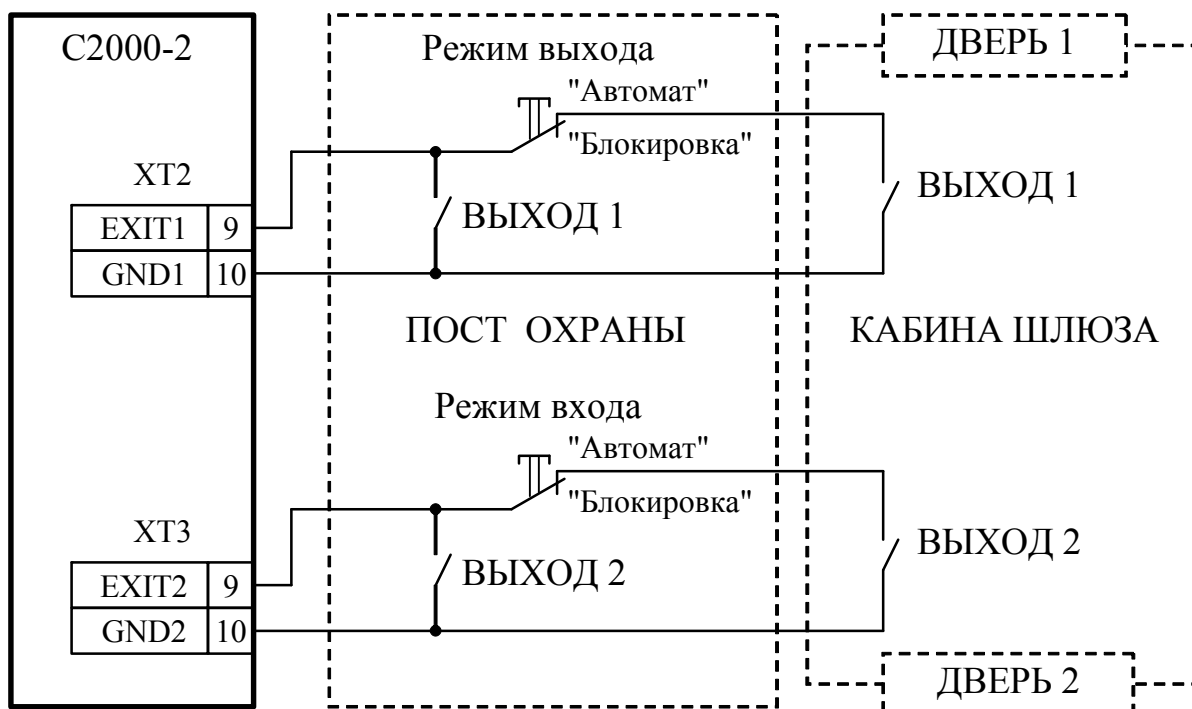 С2000-2
Режим выхода
ДВЕРЬ 1
"Автомат"
"Блокировка"
XT2
EXIT1 9
GND1 10
ВЫХОД 1
ВЫХОД 1
ПОСТ ОХРАНЫ
КАБИНА ШЛЮЗА
Режим входа
"Автомат"
"Блокировка"
XT3
EXIT2 9
GND2 10
ВЫХОД 2
ВЫХОД 2
ДВЕРЬ 2